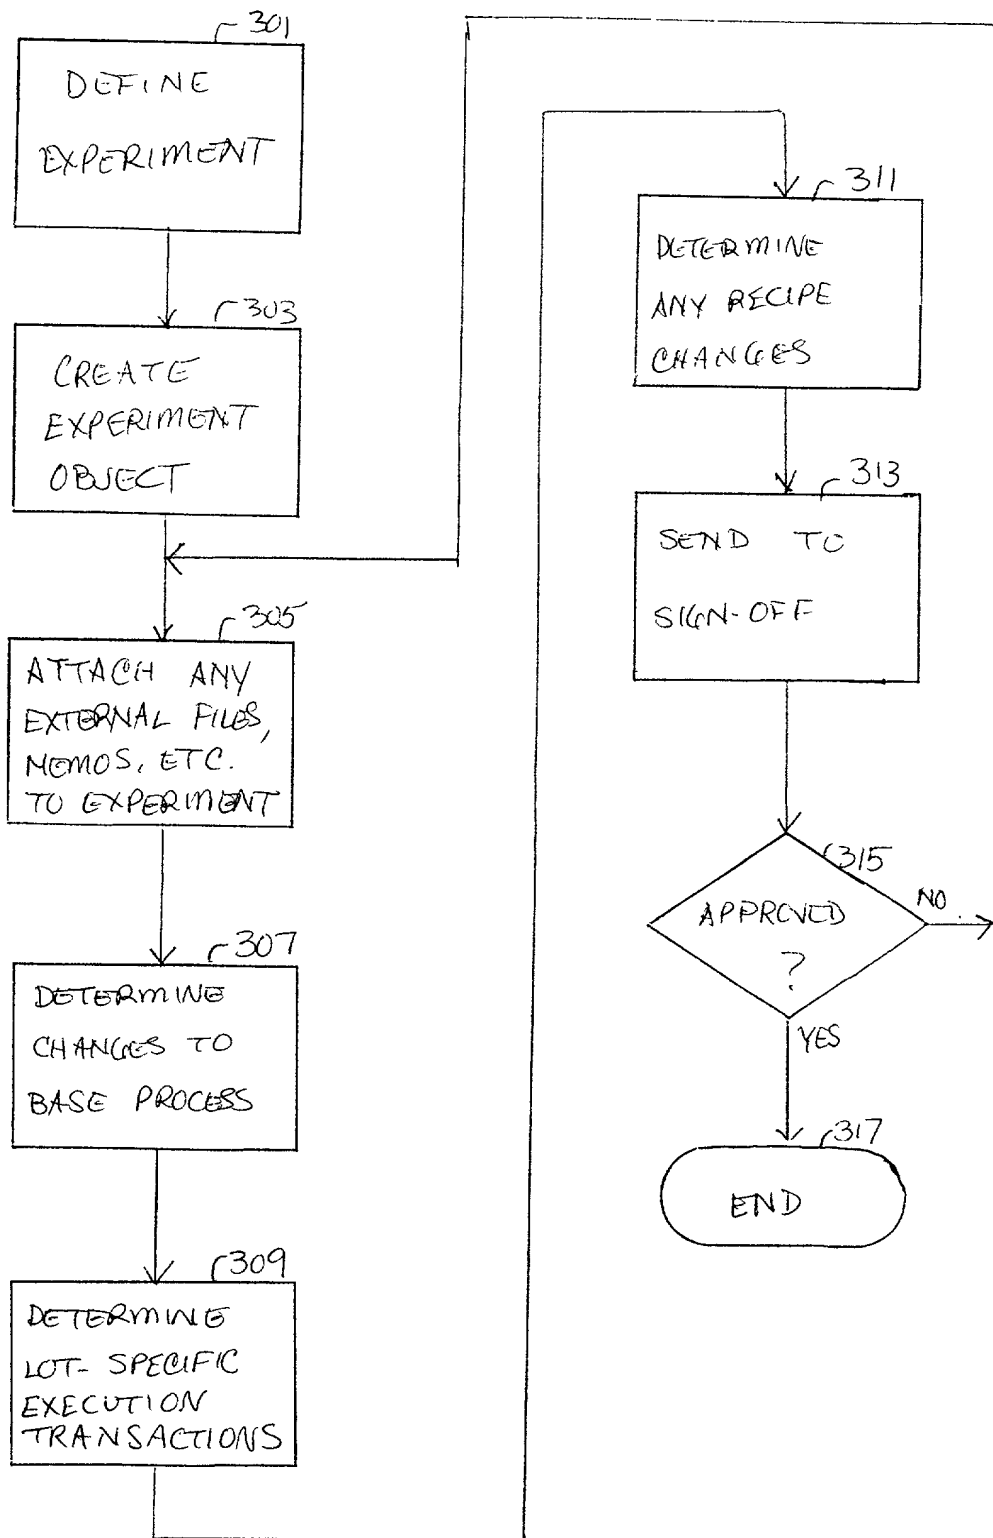 301
DEFINE
EXPERIMENT
303
CREATE
EXPERIMENT
OBJECT
305
ATTACH ANY
EXTERNAL FILES,
MEMOS, ETC.
TO EXPERIMENT
307
DETERMINE
CHANGES TO
BASE PROCESS
309
DETERMINE
LOT-SPECIFIC
EXECUTION
TRANSACTIONS
311
DETERMINE
ANY RECIPE
CHANGES
313
SEND TO
SIGN-OFF
315
APPROVED
?
NO
YES
317
END